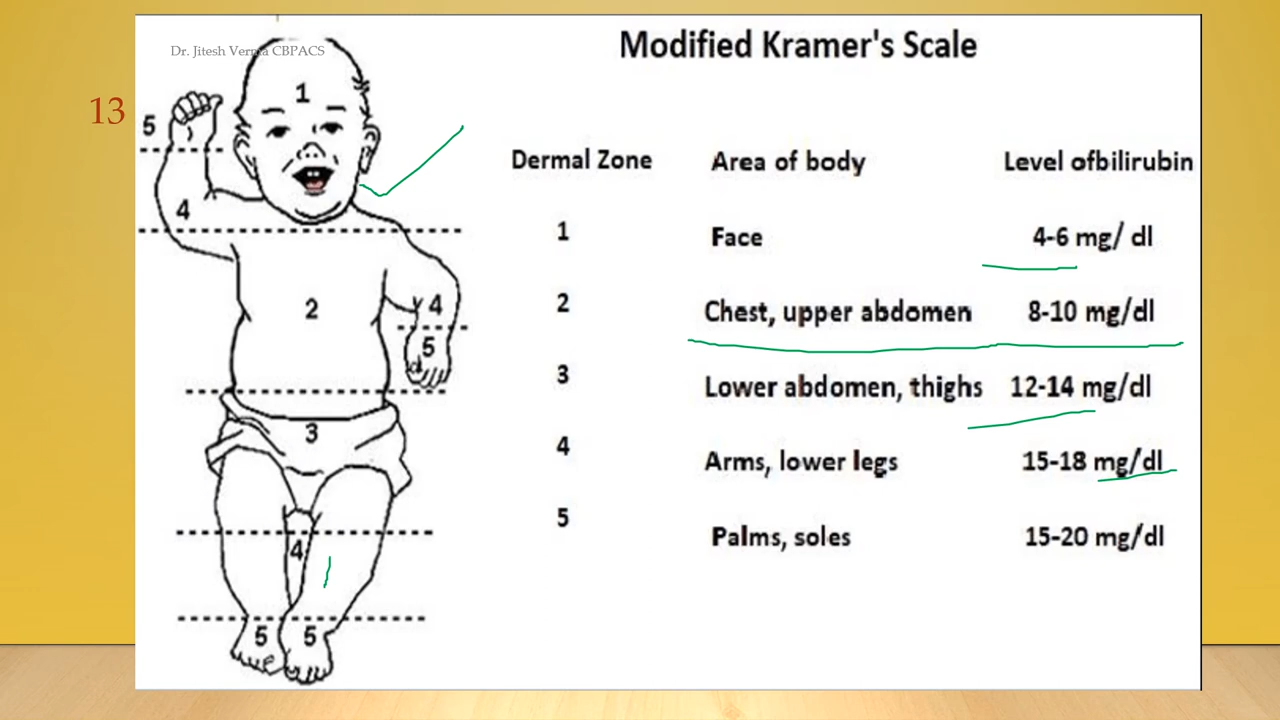 Dr. Jitesh Verma CBPACS
Modified Kramer's Scale
13
Dermal Zone Area of body Level ofbilirubin
1 Face 4-6 mg/ dl
2 Chest, upper abdomen 8-10 mg/dl
3 Lower abdomen, thighs 12-14 mg/dl
4 Arms, lower legs 15-18 mg/dl
5 Palms, soles 15-20 mg/dl
1
5
4
2
4
5
3
4
5 5